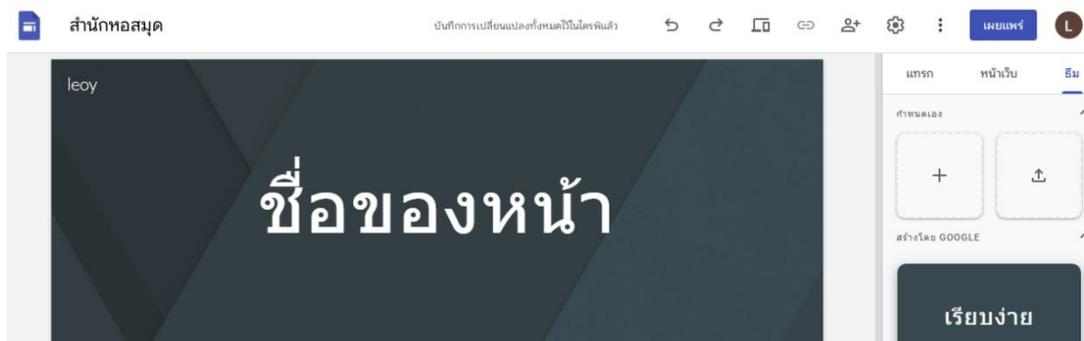 สำนักหอสมุด
บันทึกการเปลี่ยนแปลงทั้งหมดไว้ในไดรฟ์แล้ว
เผยแพร่
L
แทรก
หน้าเว็บ
ธีม
leoy
ชื่อของหน้า
กำหนดเอง
สร้างโดย GOOGLE
เรียบง่าย